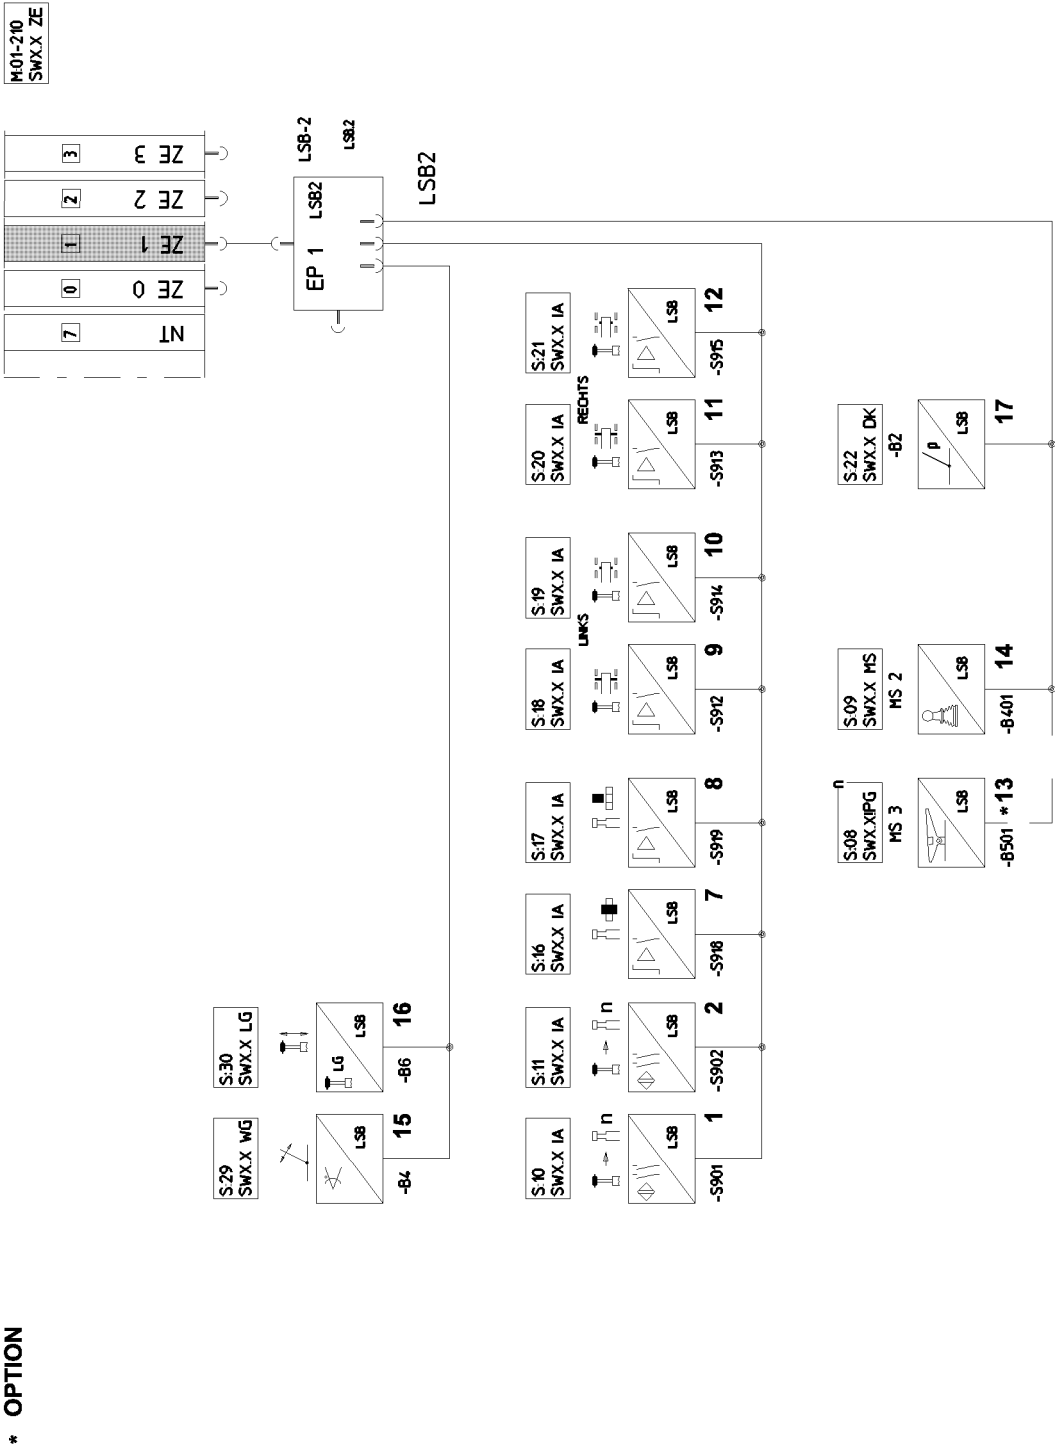 M:01-210
SWX.X ZE
3
ZE 3
2
ZE 2
1
ZE 1
0
ZE 0
7
NT
LSB-2
LSB.2
LSB2
EP 1
LSB2
S:21
SWX.X IA
LSB
-S915
12
RECHTS
S:20
SWX.X IA
LSB
-S913
11
S:19
SWX.X IA
LSB
-S914
10
LINKS
S:18
SWX.X IA
LSB
-S912
9
S:17
SWX.X IA
LSB
-S919
8
S:16
SWX.X IA
LSB
-S918
7
S:11
SWX.X IA
n
LSB
-S902
2
S:10
SWX.X IA
n
LSB
-S901
1
S:30
SWX.X LG
LG
LSB
-B6
16
S:29
SWX.X WG
LSB
-B4
15
S:22
SWX.X DK
-B2
p
LSB
17
S:09
SWX.X MS
MS 2
LSB
-B401
14
n
S:08
SWX.X!PG
MS 3
LSB
-B501
*13
* OPTION